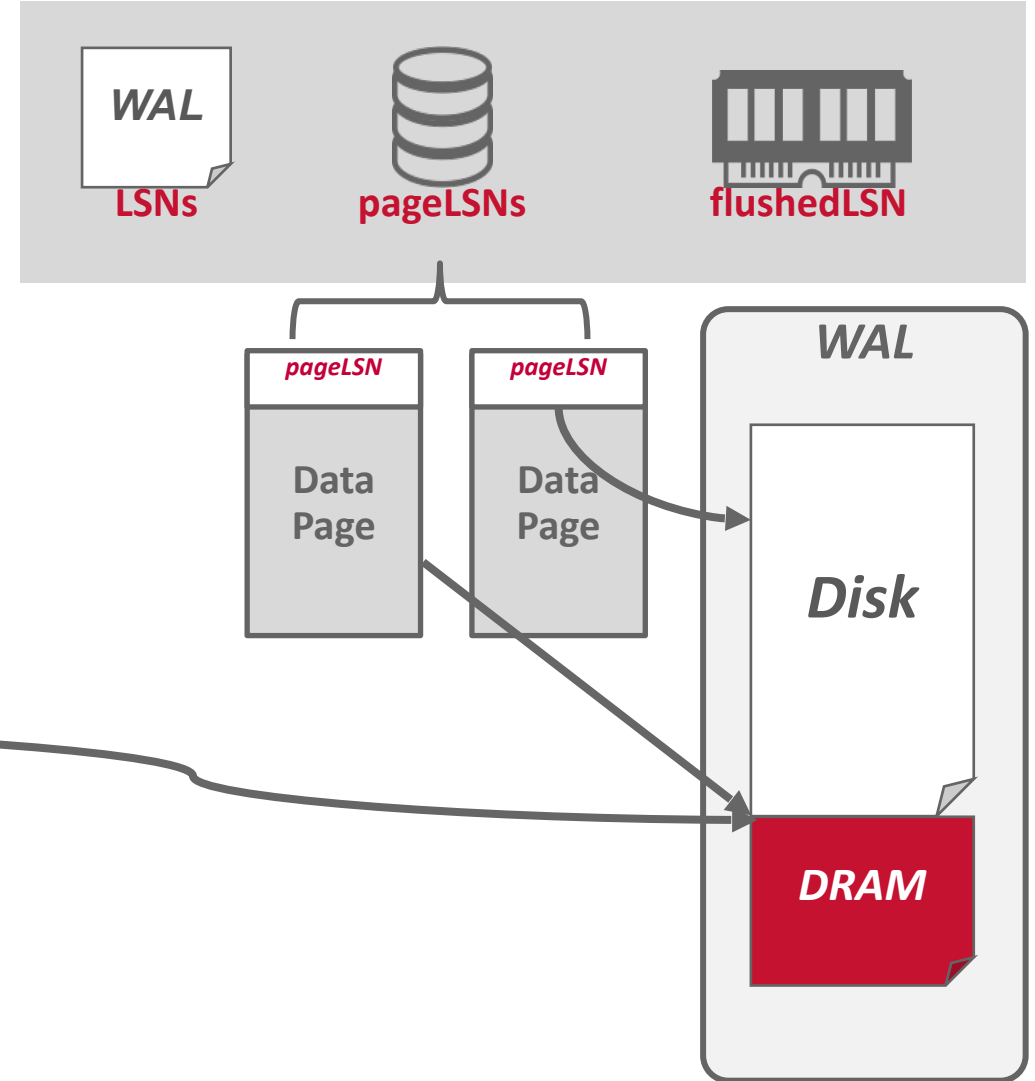 WAL
LSNs
pageLSNs
flushedLSN
WAL
pageLSN
pageLSN
Data
Page
Data
Page
Disk
DRAM